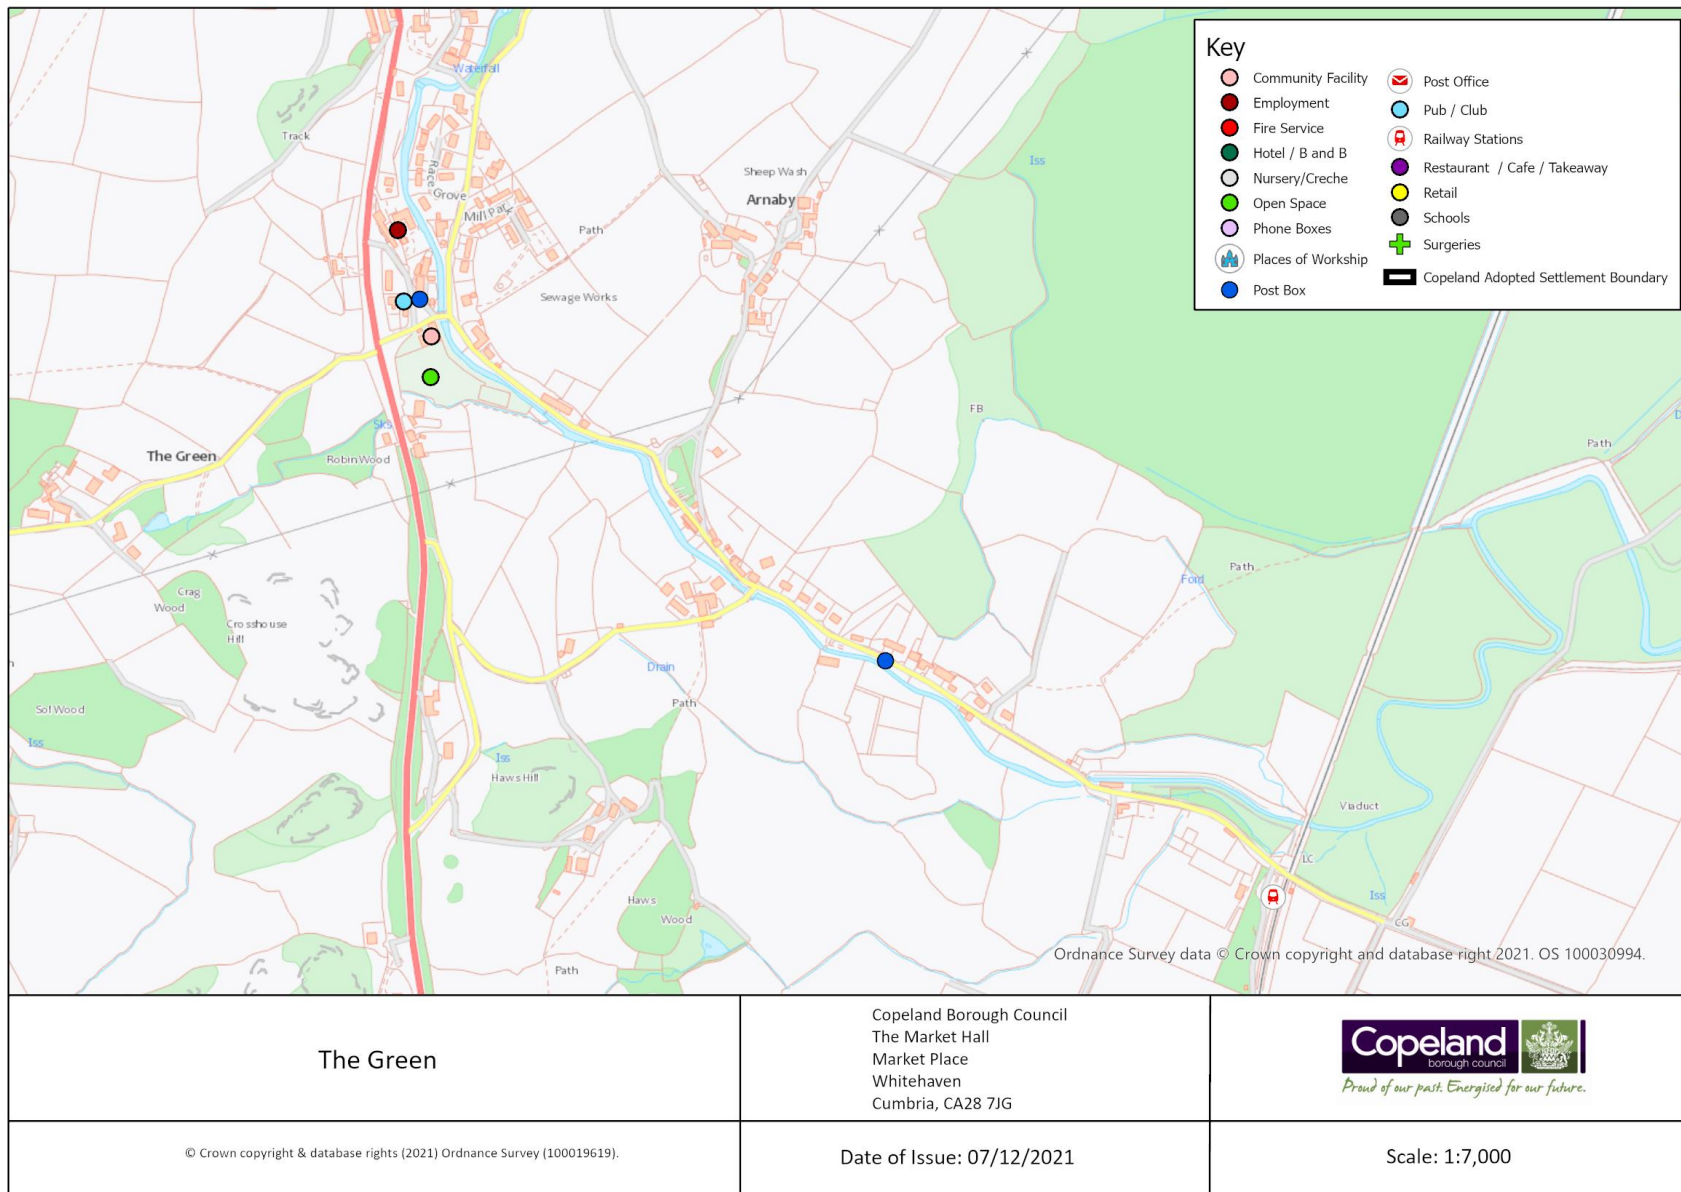 Waterfall
Track
Race
Grove
Mill Park
Path
Sheep Wash
Arnaby
Iss
Sewage Works
Sks
The Green
Robin Wood
FB
Path
Path
Ford
Crag
Wood
Crosshouse
Hill
Drain
Path
Sol Wood
Iss
Iss
Haws Hill
Viaduct
LC
Haws
Wood
Iss
CG
Path
Ordnance Survey data © Crown copyright and database right 2021. OS 100030994.
Key
Community Facility
Employment
Fire Service
Hotel / B and B
Nursery/Creche
Open Space
Phone Boxes
Places of Workship
Post Box
Post Office
Pub / Club
Railway Stations
Restaurant / Cafe / Takeaway
Retail
Schools
Surgeries
Copeland Adopted Settlement Boundary
The Green
Copeland Borough Council
The Market Hall
Market Place
Whitehaven
Cumbria, CA28 7JG
Copeland
borough council
Proud of our past. Energised for our future.
© Crown copyright & database rights (2021) Ordnance Survey (100019619).
Date of Issue: 07/12/2021
Scale: 1:7,000